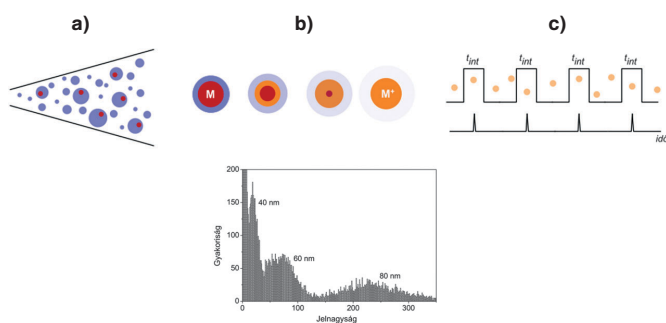 a)
b)
c)
M
M⁺
t_int
t_int
t_int
t_int
idő
200
150
100
50
0
Gyakoriság
40 nm
60 nm
80 nm
0
100
200
300
Jelnagyság